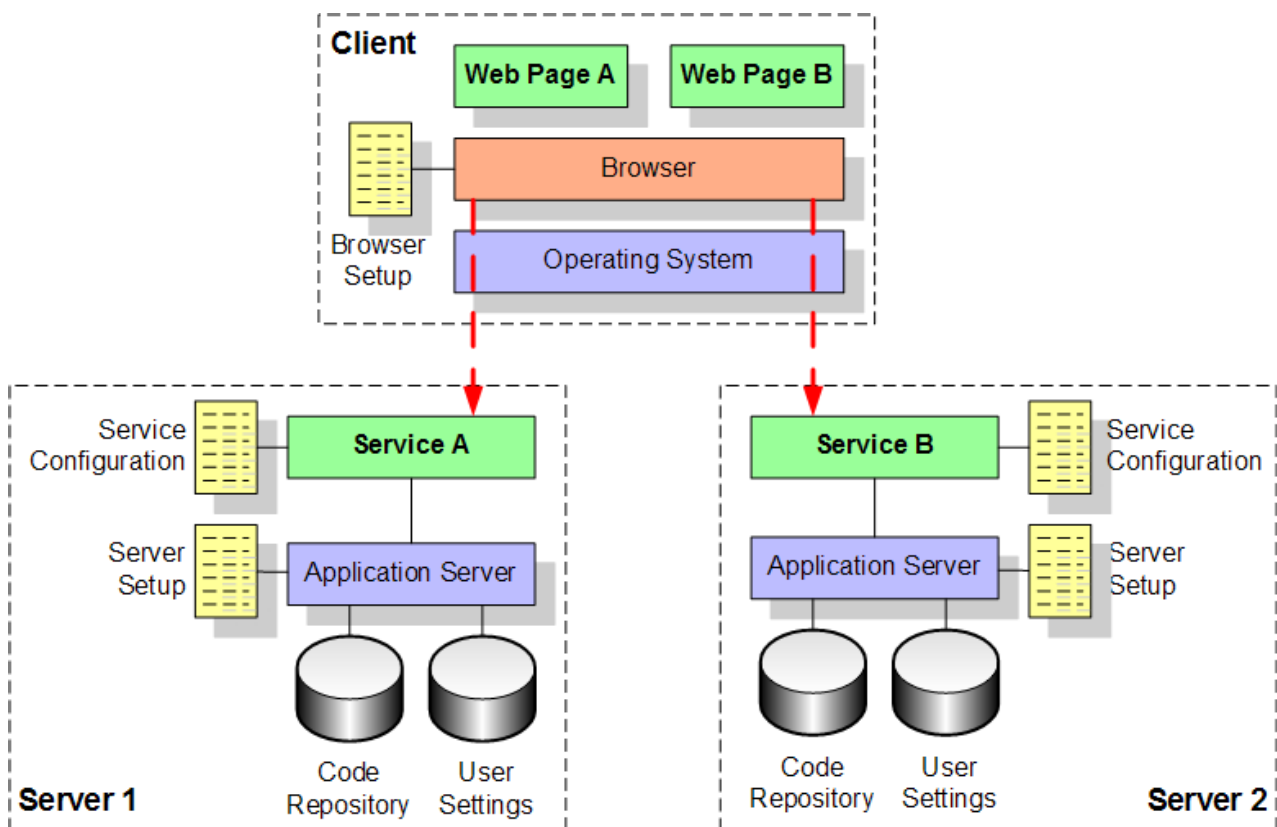 Client
Web Page A
Web Page B
Browser
Browser
Setup
Operating System
Service
Configuration
Service A
Server
Setup
Application Server
Code
Repository
User
Settings
Server 1
Service B
Service
Configuration
Application Server
Server
Setup
Code
Repository
User
Settings
Server 2